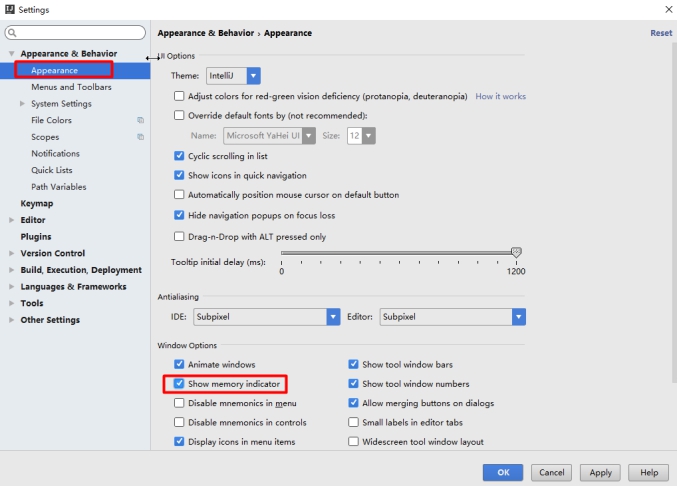 Settings
Appearance & Behavior › Appearance
Reset
Appearance & Behavior
Appearance
Menus and Toolbars
System Settings
File Colors
Scopes
Notifications
Quick Lists
Path Variables
Keymap
Editor
Plugins
Version Control
Build, Execution, Deployment
Languages & Frameworks
Tools
Other Settings
UI Options
Theme: IntelliJ
Adjust colors for red-green vision deficiency (protanopia, deuteranopia) How it works
Override default fonts by (not recommended):
Name: Microsoft YaHei UI Size: 12
Cyclic scrolling in list
Show icons in quick navigation
Automatically position mouse cursor on default button
Hide navigation popups on focus loss
Drag-n-Drop with ALT pressed only
Tooltip initial delay (ms):
0 1200
Antialiasing
IDE: Subpixel Editor: Subpixel
Window Options
Animate windows Show tool window bars
Show memory indicator Show tool window numbers
Disable mnemonics in menu Allow merging buttons on dialogs
Disable mnemonics in controls Small labels in editor tabs
Display icons in menu items Widescreen tool window layout
OK Cancel Apply Help